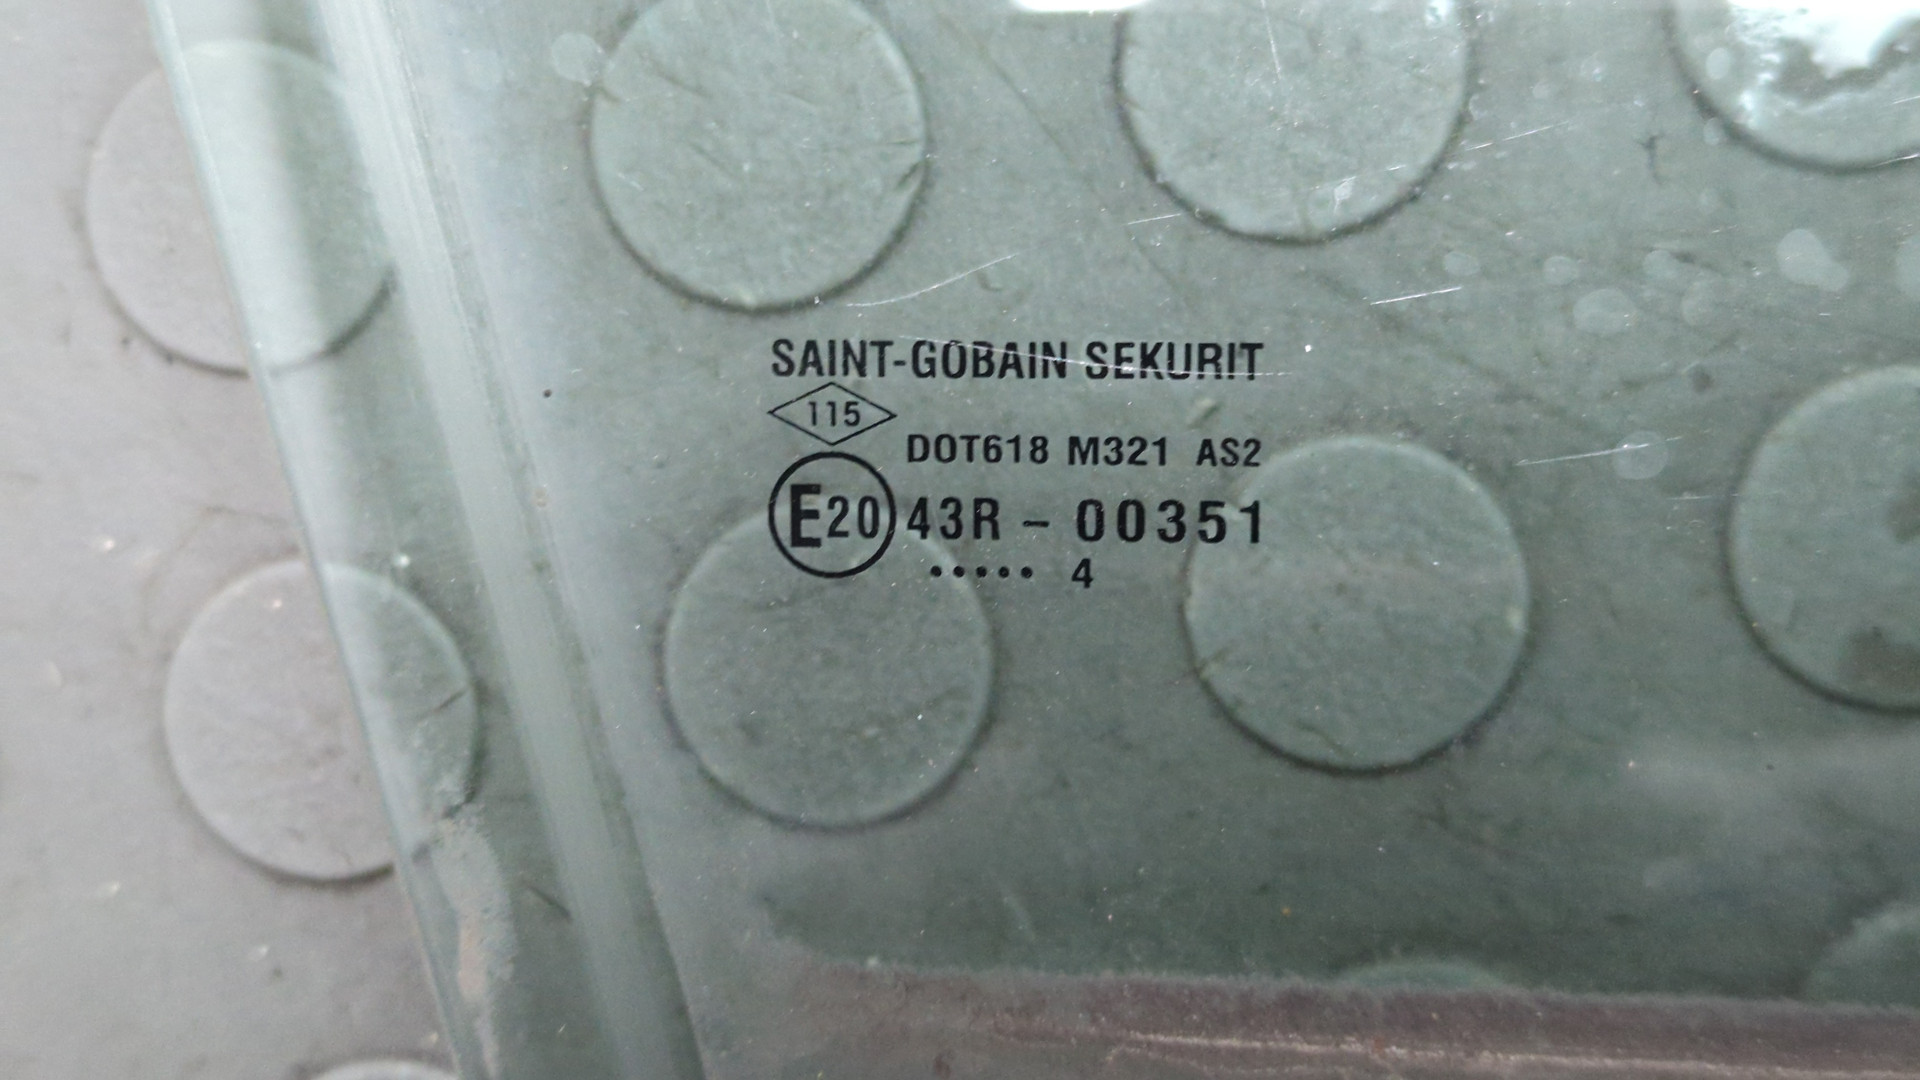 SAINT-GOBAIN SEKURIT
115
DOT618 M321 AS2
E20 43R - 00351
..... 4